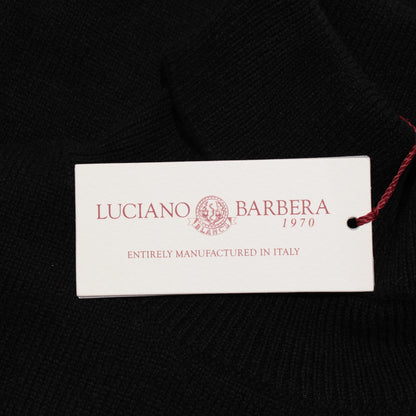 LUCIANO BARBERA
1970
ENTIRELY MANUFACTURED IN ITALY